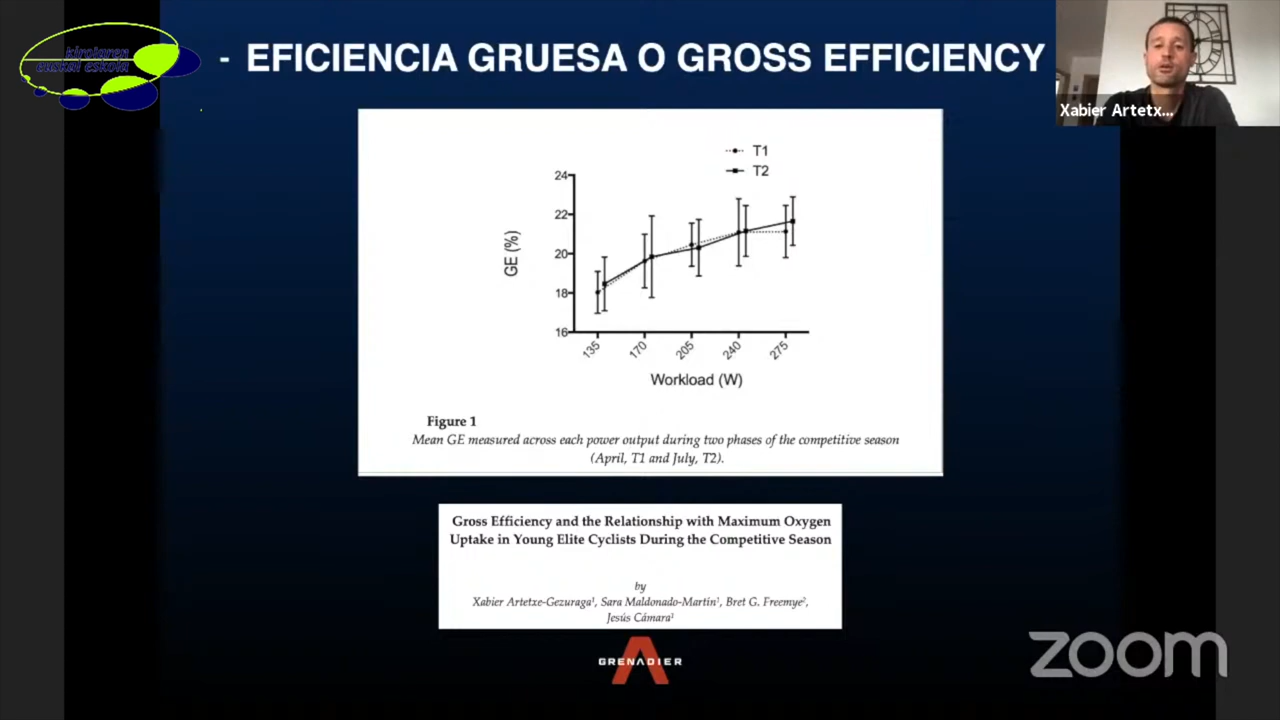 kirolaren
euskal eskola
- EFICIENCIA GRUESA O GROSS EFFICIENCY
Xabier Artetx...
T1
T2
24
22
20
18
16
GE (%)
135
170
205
240
275
Workload (W)
Figure 1
Mean GE measured across each power output during two phases of the competitive season
(April, T1 and July, T2).
Gross Efficiency and the Relationship with Maximum Oxygen
Uptake in Young Elite Cyclists During the Competitive Season
by
Xabier Artetxe-Gezuraga¹, Sara Maldonado-Martín¹, Bret G. Freemye², 
Jesús Cámara¹
GRENADIER
zoom